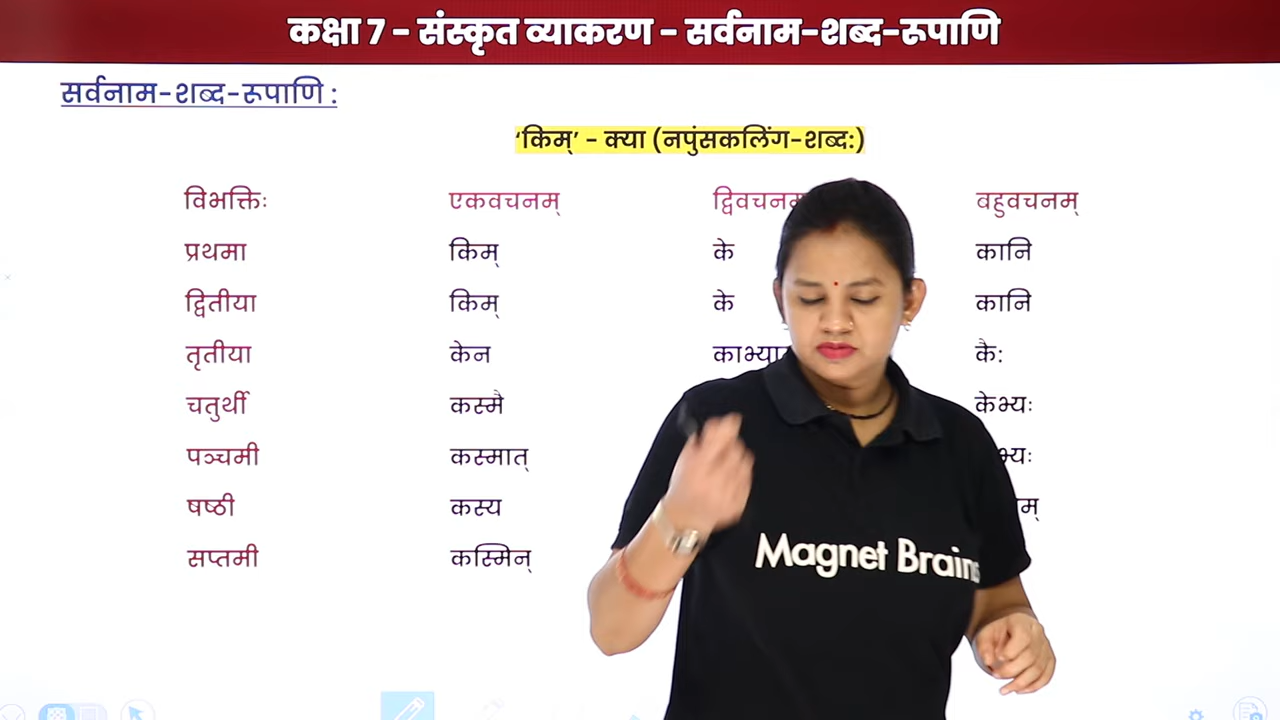 कक्षा 7 - संस्कृत व्याकरण - सर्वनाम-शब्द-रूपाणि
सर्वनाम-शब्द-रूपाणि :
‘किम्’ - क्या (नपुंसकलिंग-शब्द:)
विभक्तिः एकवचनम् बहुवचनम्
प्रथमा किम् के कानि
द्वितीया किम् के कानि
तृतीया केन कै:
चतुर्थी कस्मै केभ्यः
पञ्चमी कस्मात्
षष्ठी कस्य
सप्तमी कस्मिन्
Magnet Brains